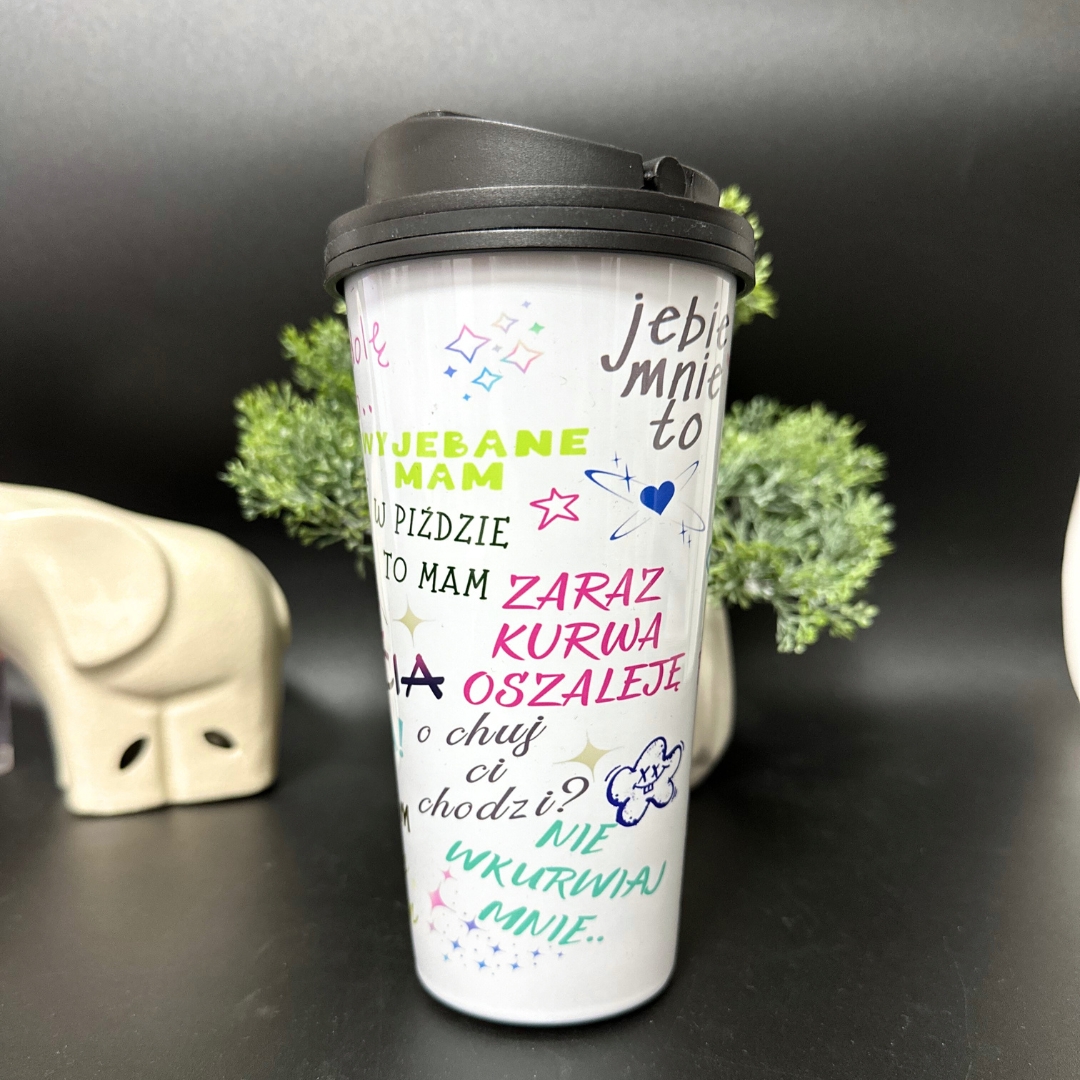 jebie
mnie
to
WYJEBANE
MAM
W PIŹDZIE
TO MAM
ZARAZ
KURWA
OSZALEJĘ
o chuj
ci
chodzi?
NIE
WKURWIAJ
MNIE..